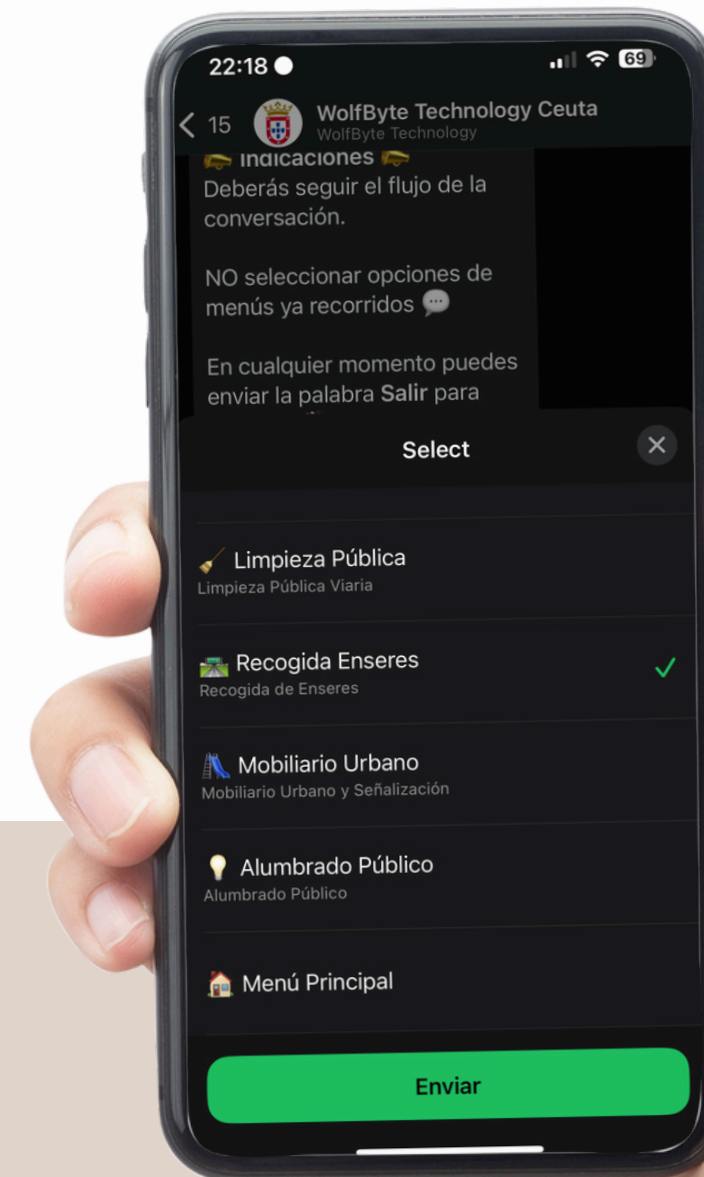 22:18
69
15
WolfByte Technology Ceuta
WolfByte Technology
Indicaciones
Deberás seguir el flujo de la
conversación.
NO seleccionar opciones de
menús ya recorridos
En cualquier momento puedes
enviar la palabra Salir para
Select
Limpieza Pública
Limpieza Pública Viaria
Recogida Enseres
Recogida de Enseres
Mobiliario Urbano
Mobiliario Urbano y Señalización
Alumbrado Público
Alumbrado Público
Menú Principal
Enviar